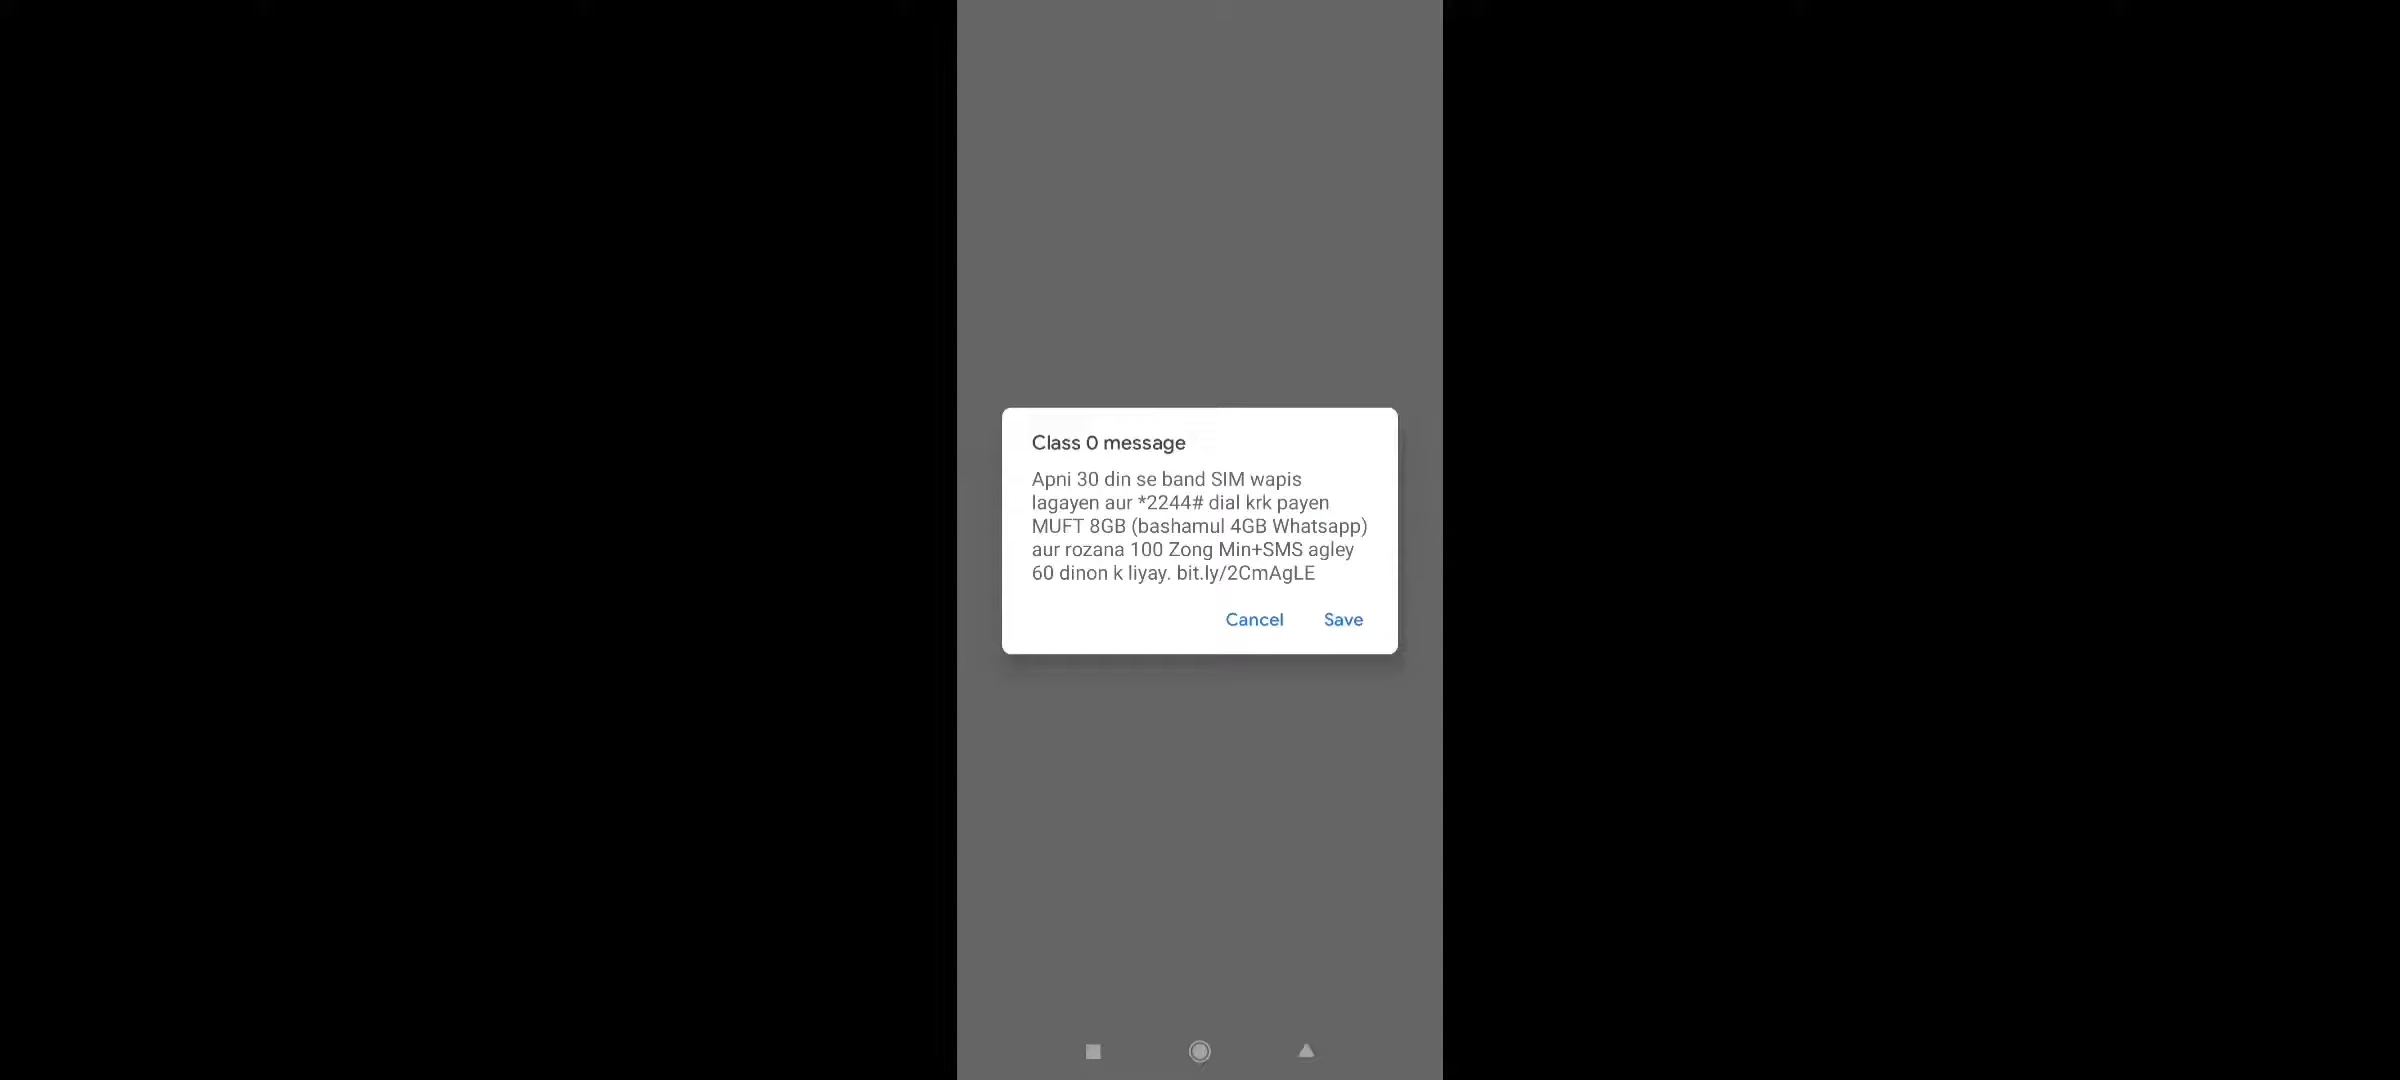 Class 0 message
Apni 30 din se band SIM wapis
lagayen aur *2244# dial krk payen
MUFT 8GB (bashamul 4GB Whatsapp)
aur rozana 100 Zong Min+SMS agley
60 dinon k liyay. bit.ly/2CmAgLE
Cancel Save